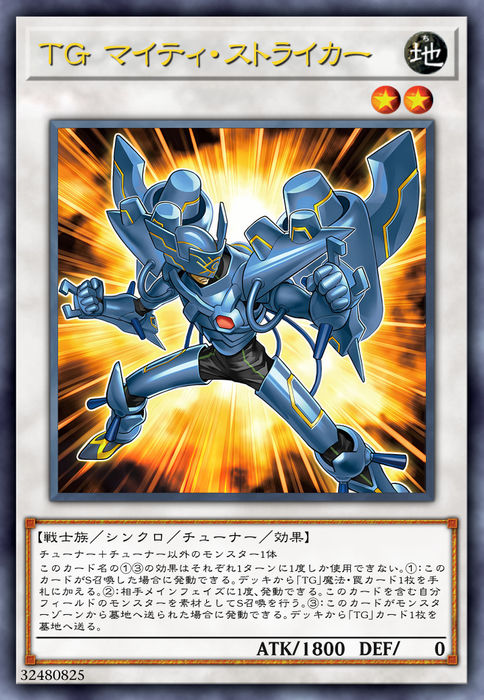 TG マイティ・ストライカー
ち
地
【戦士族／シンクロ／チューナー／効果】
チューナー＋チューナー以外のモンスター1体
このカード名の①③の効果はそれぞれ1ターンに1度しか使用できない。①：こ
のカードがS召喚した場合に発動できる。デッキから「TG」魔法・罠カード1枚を手
札に加える。②：相手メインフェイズに1度、発動できる。このカードを含む自分
フィールドのモンスターを素材としてS召喚を行う。③：このカードがモンスタ
ーゾーンから墓地へ送られた場合に発動できる。デッキから「TG」カード1枚を
墓地へ送る。
ATK/1800 DEF/ 0
32480825